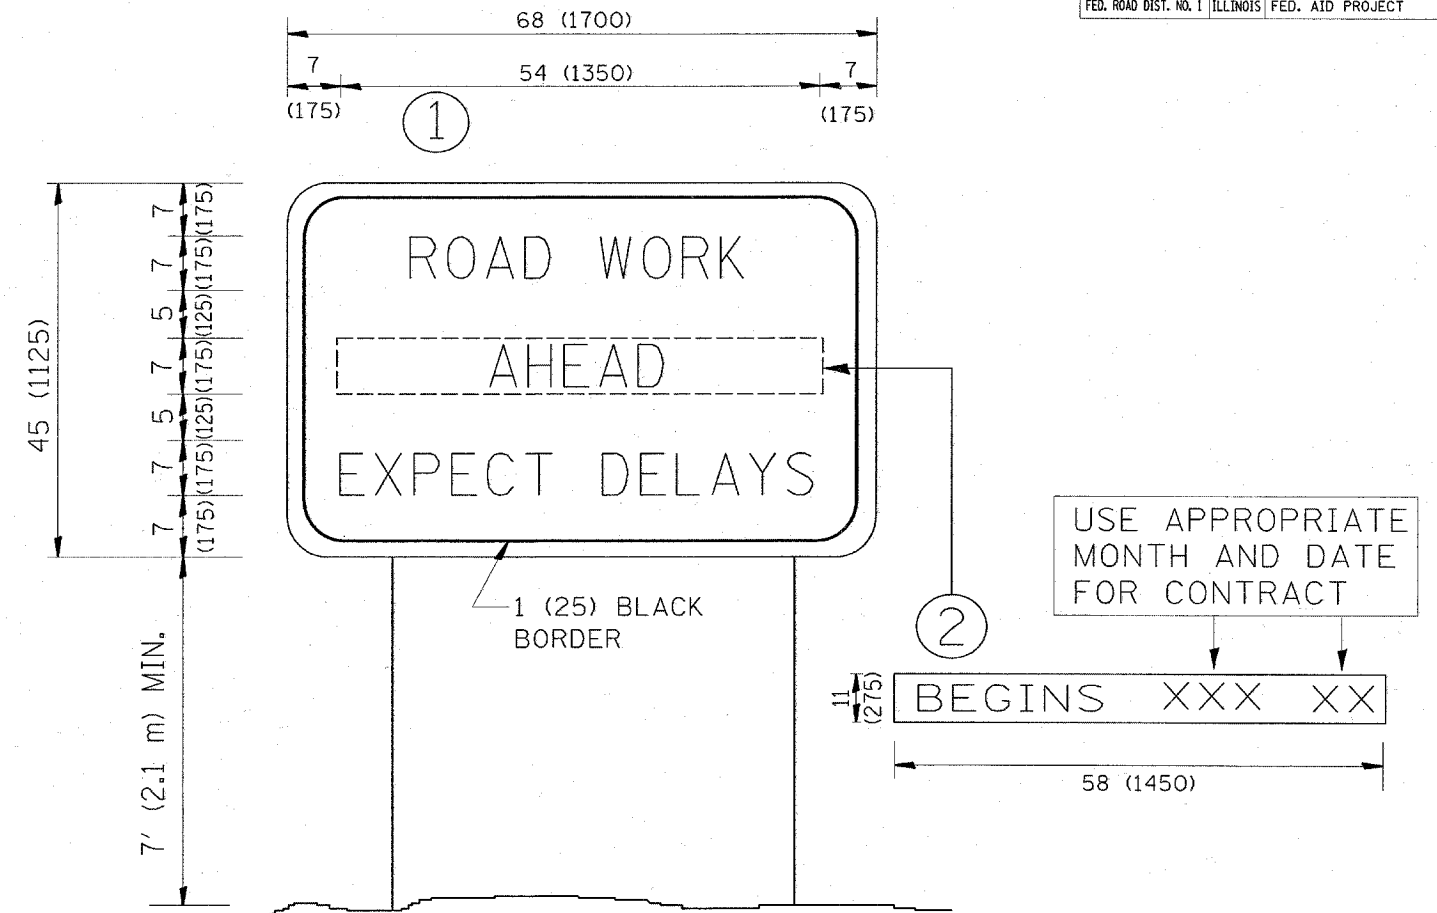 FED. ROAD DIST. NO. 1 ILLINOIS FED. AID PROJECT
68 (1700)
7 54 (1350) 7
(175) (175)
1
45 (1125)
7 (175)
7 (175)
5 (125)
7 (175)
5 (125)
7 (175)
7 (175)
ROAD WORK
AHEAD
EXPECT DELAYS
1 (25) BLACK
BORDER
7' (2.1 m) MIN.
USE APPROPRIATE
MONTH AND DATE
FOR CONTRACT
2
11 (275)
BEGINS XXX XX
58 (1450)